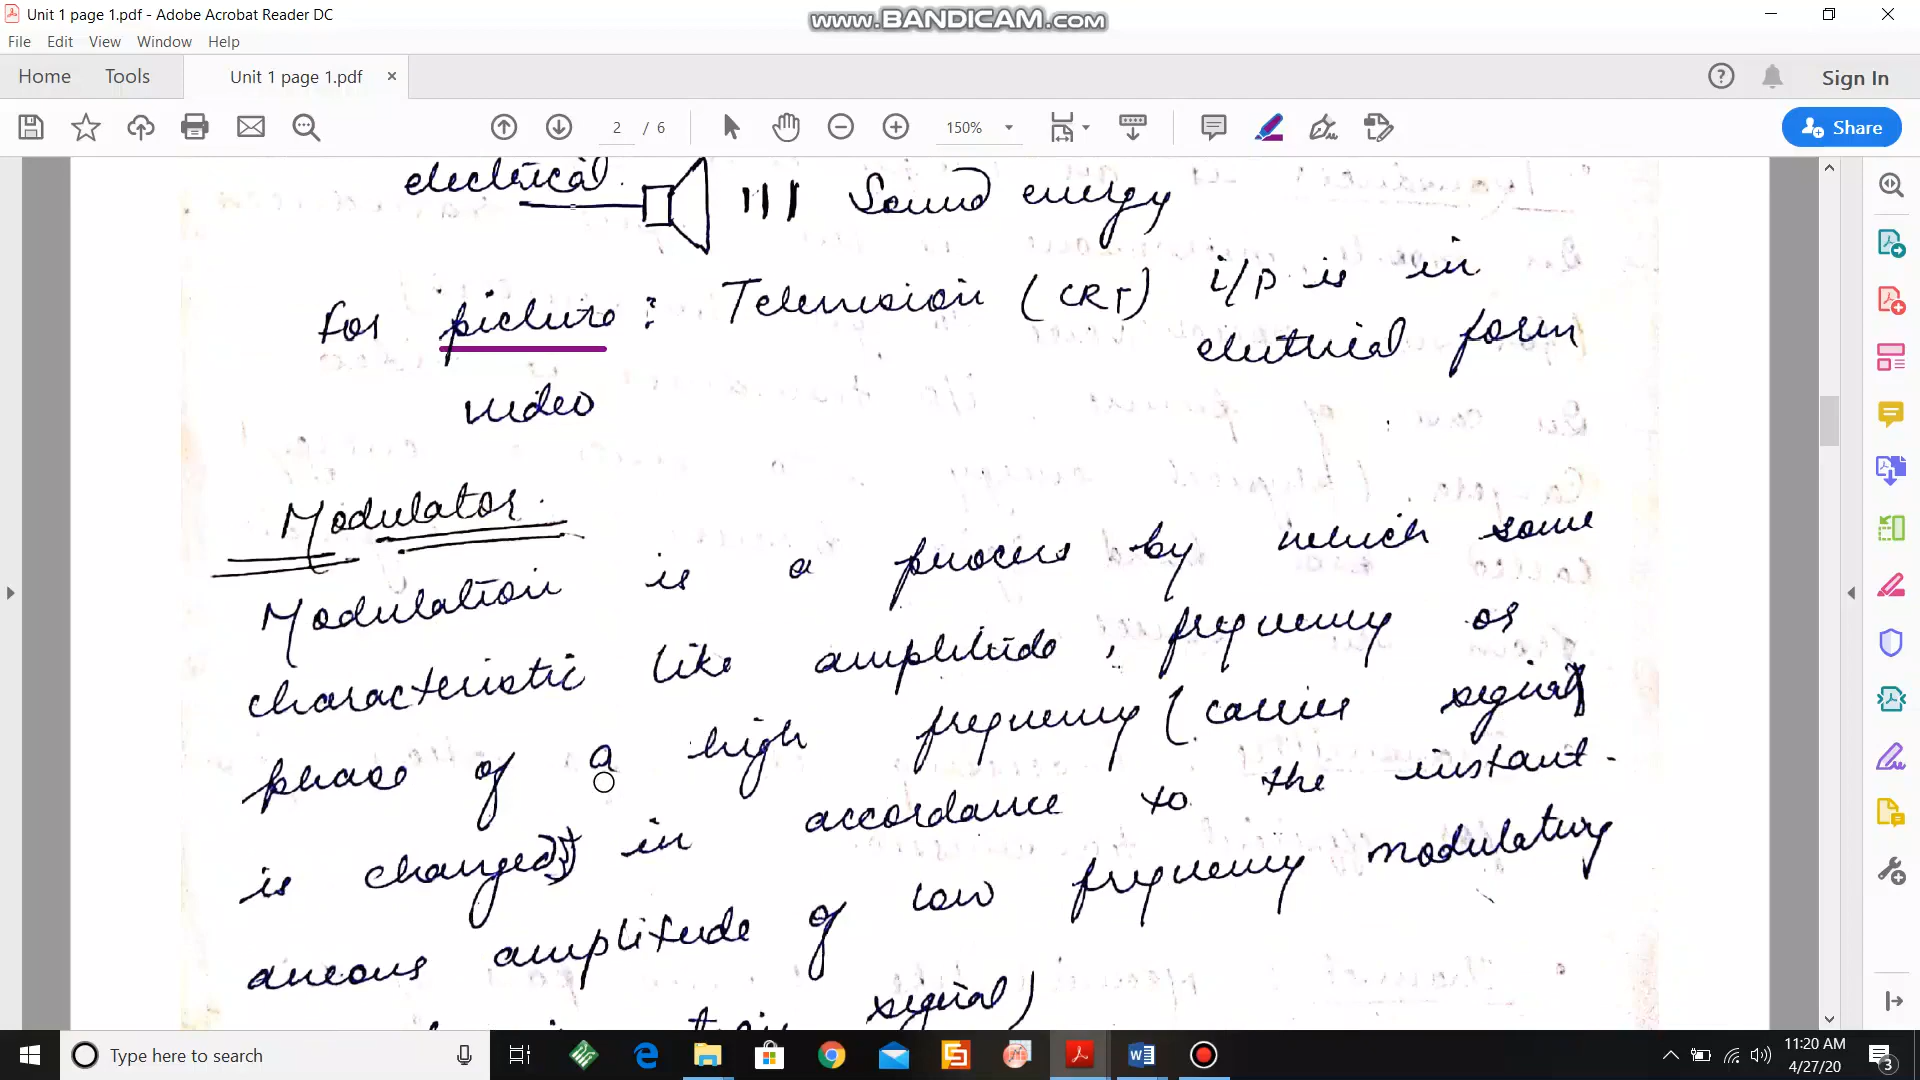 Unit 1 page 1.pdf - Adobe Acrobat Reader DC
www.BANDICAM.com
File Edit View Window Help
Home Tools Unit 1 page 1.pdf × Sign In
2 / 6 150% Share
electrical. Sound energy
For picture : Television (CRT) i/p is in
electrical form
video
Modulator.
Modulation is a process by which some
characteristic like amplitude, frequency or
phase of a high frequency (carrier signal)
is changed) in accordance to the instant-
aneous amplitude of low frequency modulating
signal)
Type here to search
11:20 AM
4/27/20
3